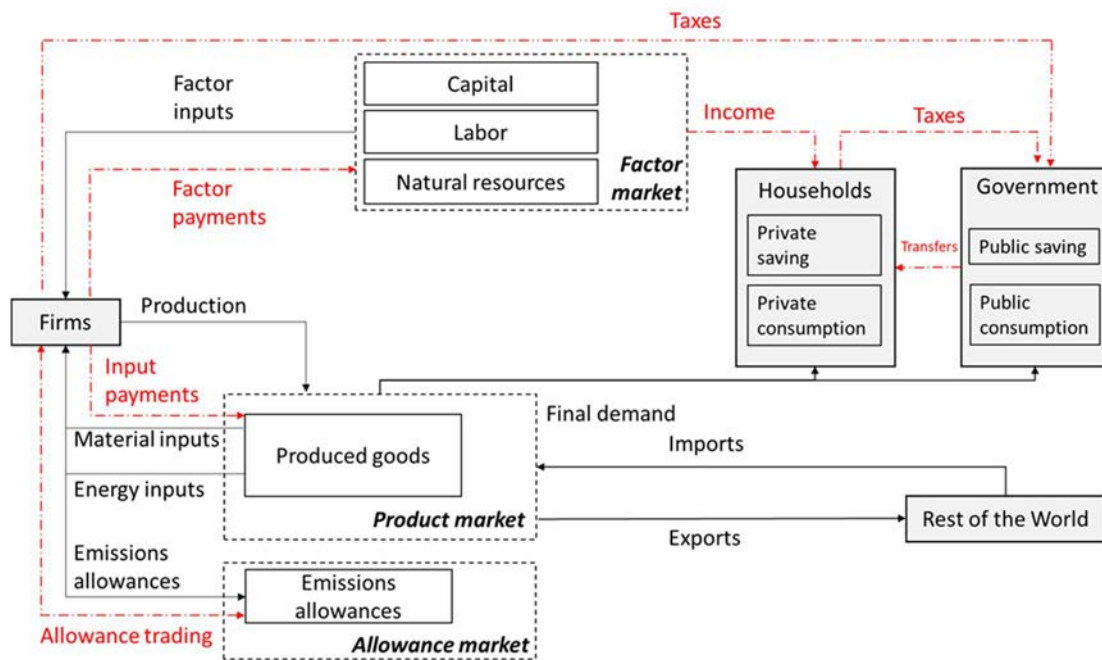 Taxes
Factor
inputs
Capital
Labor
Natural resources
Factor
market
Income
Taxes
Factor
payments
Households
Private
saving
Private
consumption
Transfers
Government
Public saving
Public
consumption
Firms
Production
Input
payments
Material inputs
Energy inputs
Produced goods
Product market
Final demand
Imports
Exports
Rest of the World
Emissions
allowances
Emissions
allowances
Allowance market
Allowance trading